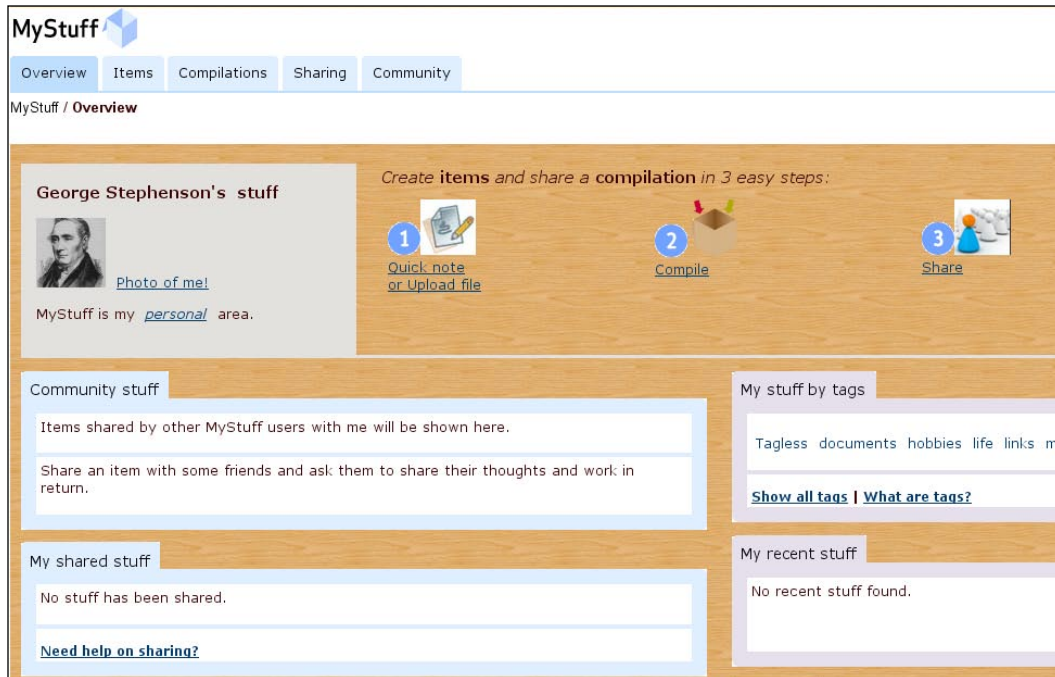 MyStuff
Overview Items Compilations Sharing Community
MyStuff / Overview
George Stephenson's stuff
Photo of me!
MyStuff is my personal area.
Create items and share a compilation in 3 easy steps:
1
Quick note
or Upload file
2
Compile
3
Share
Community stuff
Items shared by other MyStuff users with me will be shown here.
Share an item with some friends and ask them to share their thoughts and work in
return.
My stuff by tags
Tagless documents hobbies life links m
Show all tags | What are tags?
My shared stuff
No stuff has been shared.
Need help on sharing?
My recent stuff
No recent stuff found.